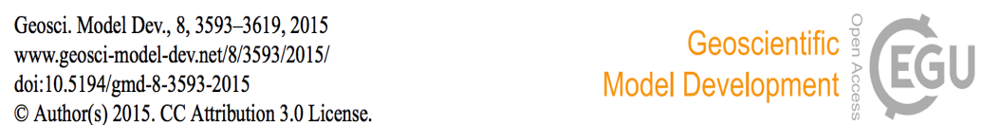 Geosci. Model Dev., 8, 3593–3619, 2015
www.geosci-model-dev.net/8/3593/2015/
doi:10.5194/gmd-8-3593-2015
© Author(s) 2015. CC Attribution 3.0 License.
Geoscientific
Model Development
Open Access
EGU